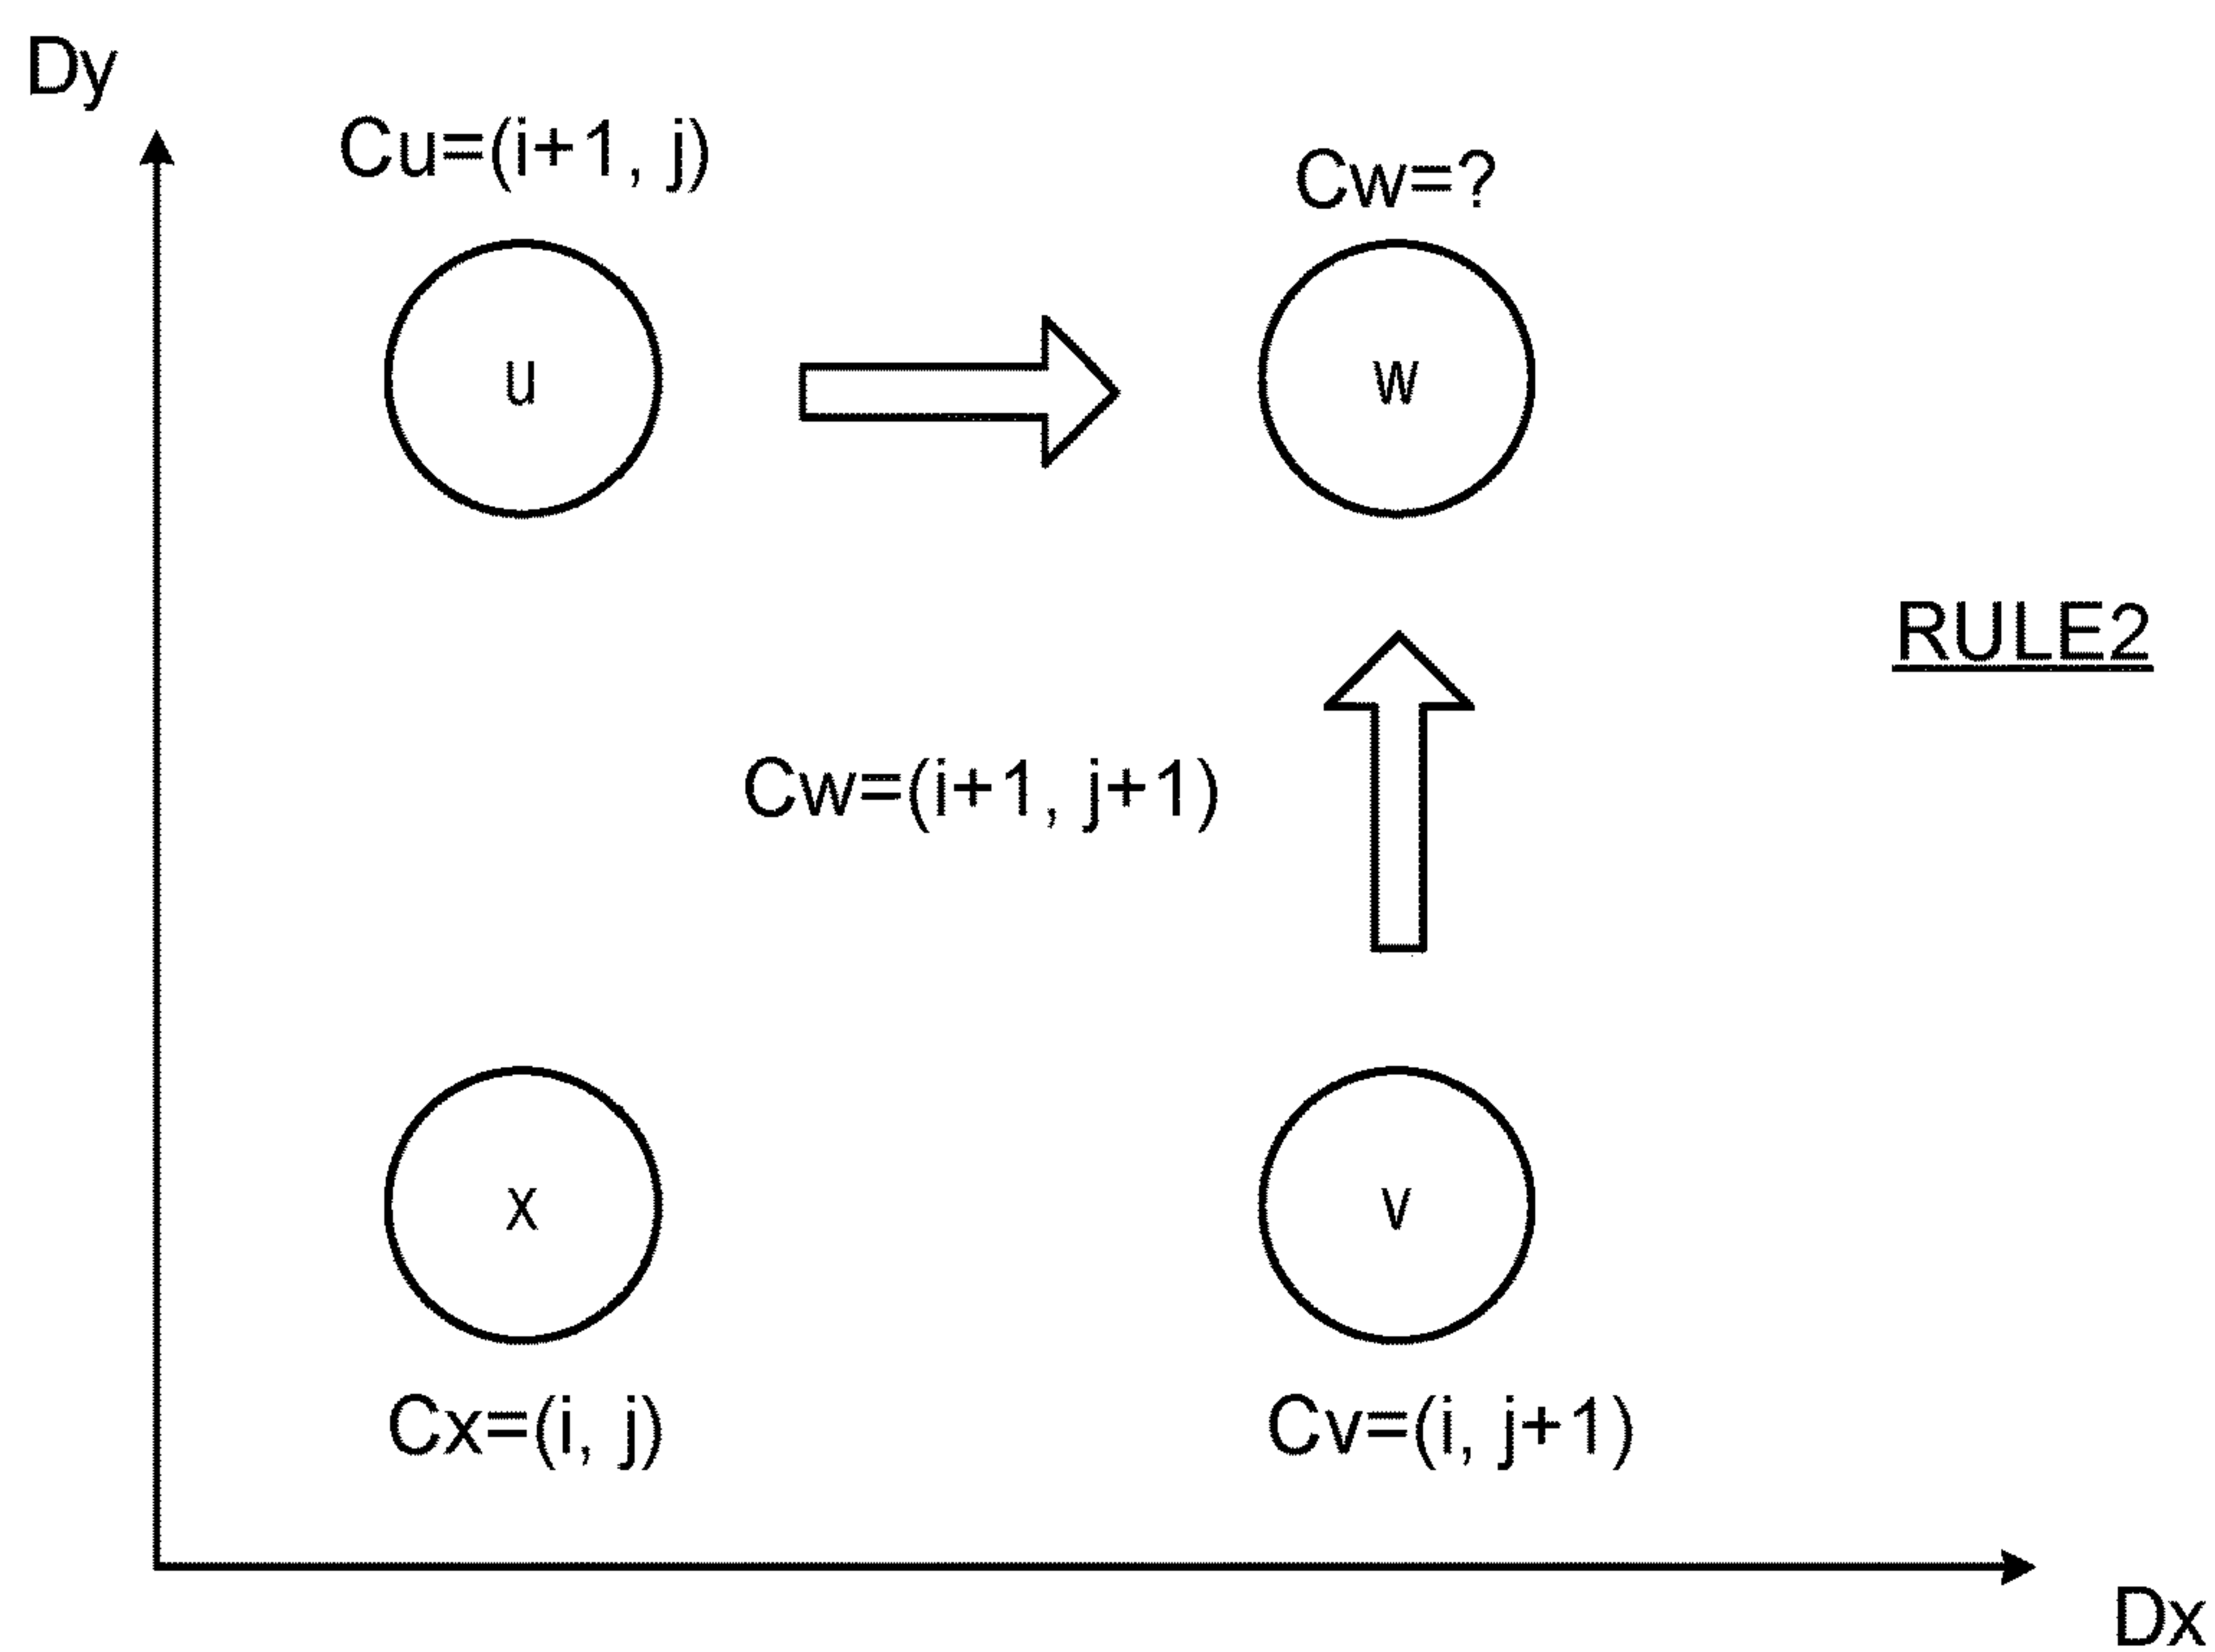 Dy
Cu=(i+1, j)
Cw=?
u
w
RULE2
Cw=(i+1, j+1)
x
v
Cx=(i, j)
Cv=(i, j+1)
Dx